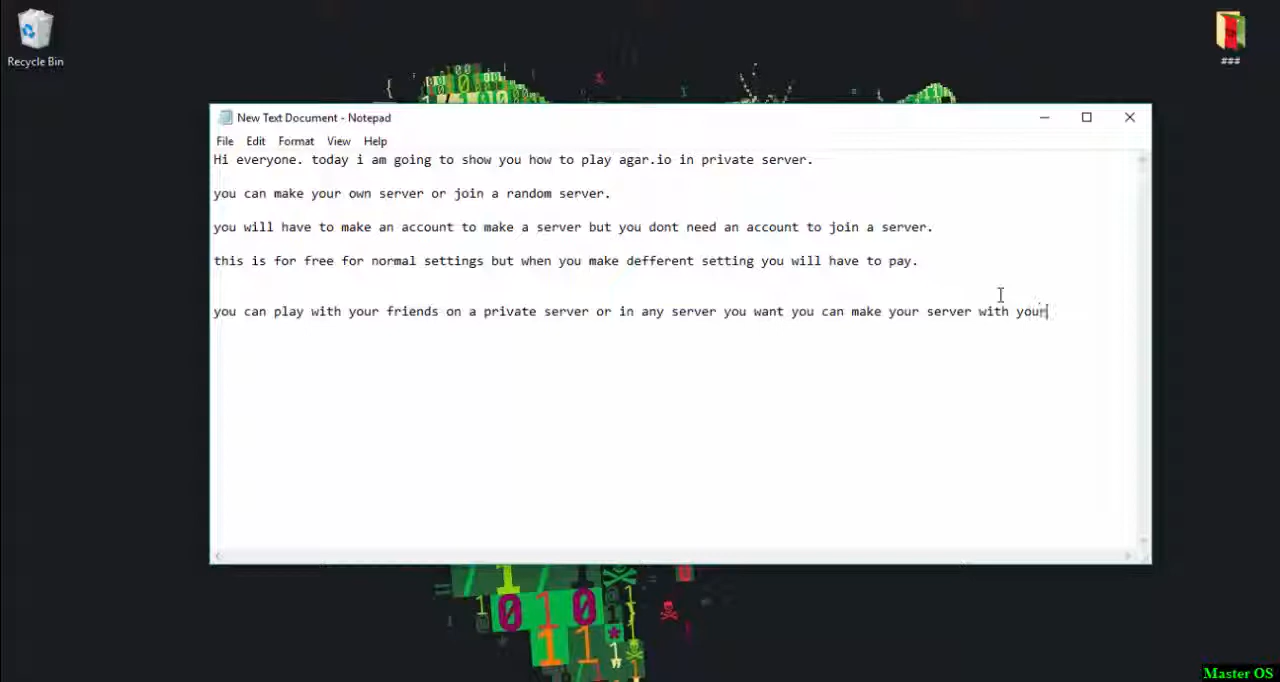 Recycle Bin
###
New Text Document - Notepad
File Edit Format View Help
Hi everyone. today i am going to show you how to play agar.io in private server.
you can make your own server or join a random server.
you will have to make an account to make a server but you dont need an account to join a server.
this is for free for normal settings but when you make defferent setting you will have to pay.
you can play with your friends on a private server or in any server you want you can make your server with your
Master OS